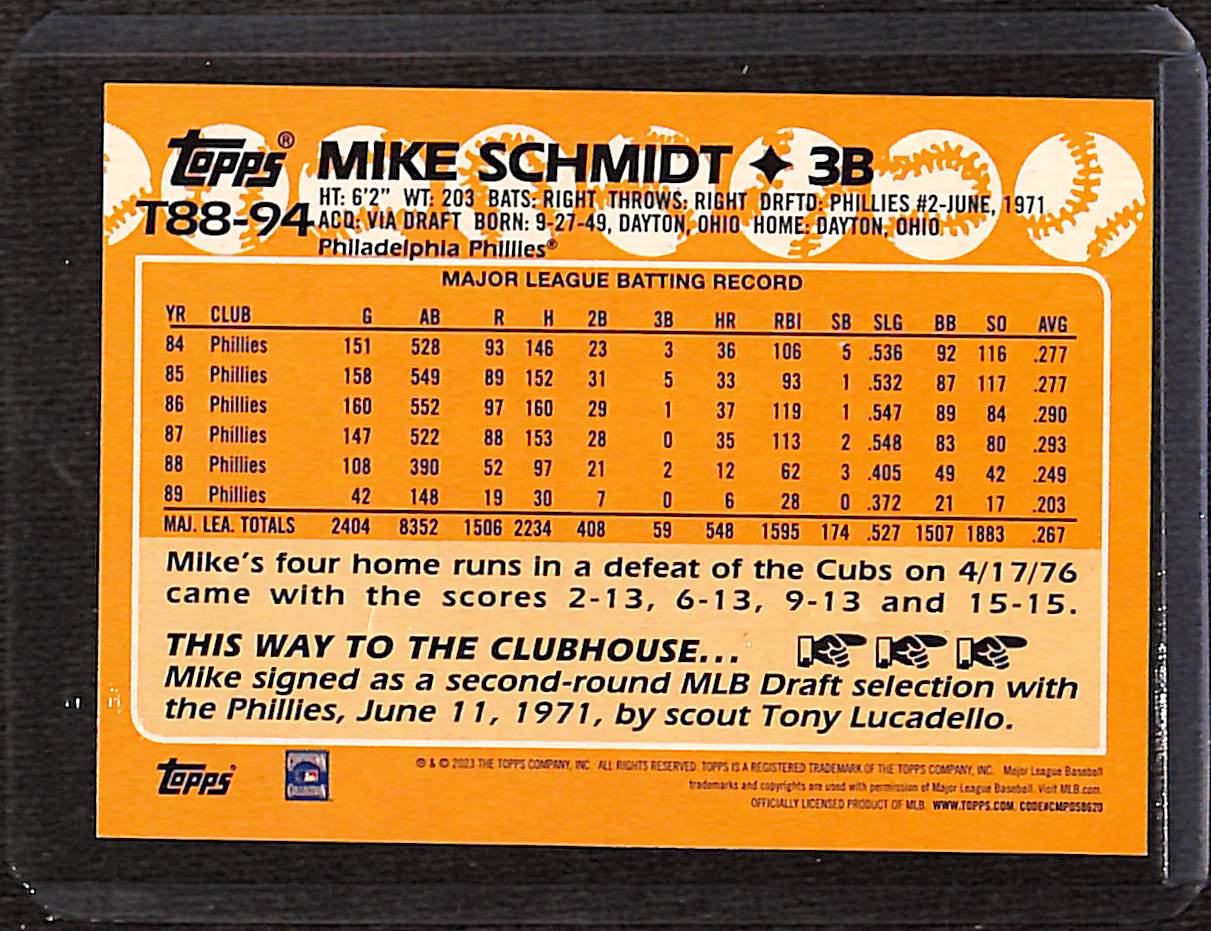 Topps® MIKE SCHMIDT ✦ 3B
HT: 6'2" WT: 203 BATS: RIGHT THROWS: RIGHT DRFTD: PHILLIES #2-JUNE, 1971
T88-94 ACQ: VIA DRAFT BORN: 9-27-49, DAYTON, OHIO HOME: DAYTON, OHIO
Philadelphia Phillies®
MAJOR LEAGUE BATTING RECORD
YR CLUB G AB R H 2B 3B HR RBI SB SLG BB SO AVG
84 Phillies 151 528 93 146 23 3 36 106 5 .536 92 116 .277
85 Phillies 158 549 89 152 31 5 33 93 1 .532 87 117 .277
86 Phillies 160 552 97 160 29 1 37 119 1 .547 89 84 .290
87 Phillies 147 522 88 153 28 0 35 113 2 .548 83 80 .293
88 Phillies 108 390 52 97 21 2 12 62 3 .405 49 42 .249
89 Phillies 42 148 19 30 7 0 6 28 0 .372 21 17 .203
MAJ. LEA. TOTALS 2404 8352 1506 2234 408 59 548 1595 174 .527 1507 1883 .267
Mike's four home runs in a defeat of the Cubs on 4/17/76
came with the scores 2-13, 6-13, 9-13 and 15-15.
THIS WAY TO THE CLUBHOUSE...
Mike signed as a second-round MLB Draft selection with
the Phillies, June 11, 1971, by scout Tony Lucadello.
Topps
® & © 2023 THE TOPPS COMPANY, INC. ALL RIGHTS RESERVED. TOPPS IS A REGISTERED TRADEMARK OF THE TOPPS COMPANY, INC. Major League Baseball
trademarks and copyrights are used with permission of Major League Baseball. Visit MLB.com.
OFFICIALLY LICENSED PRODUCT OF MLB. WWW.TOPPS.COM. CODE#CMP058620